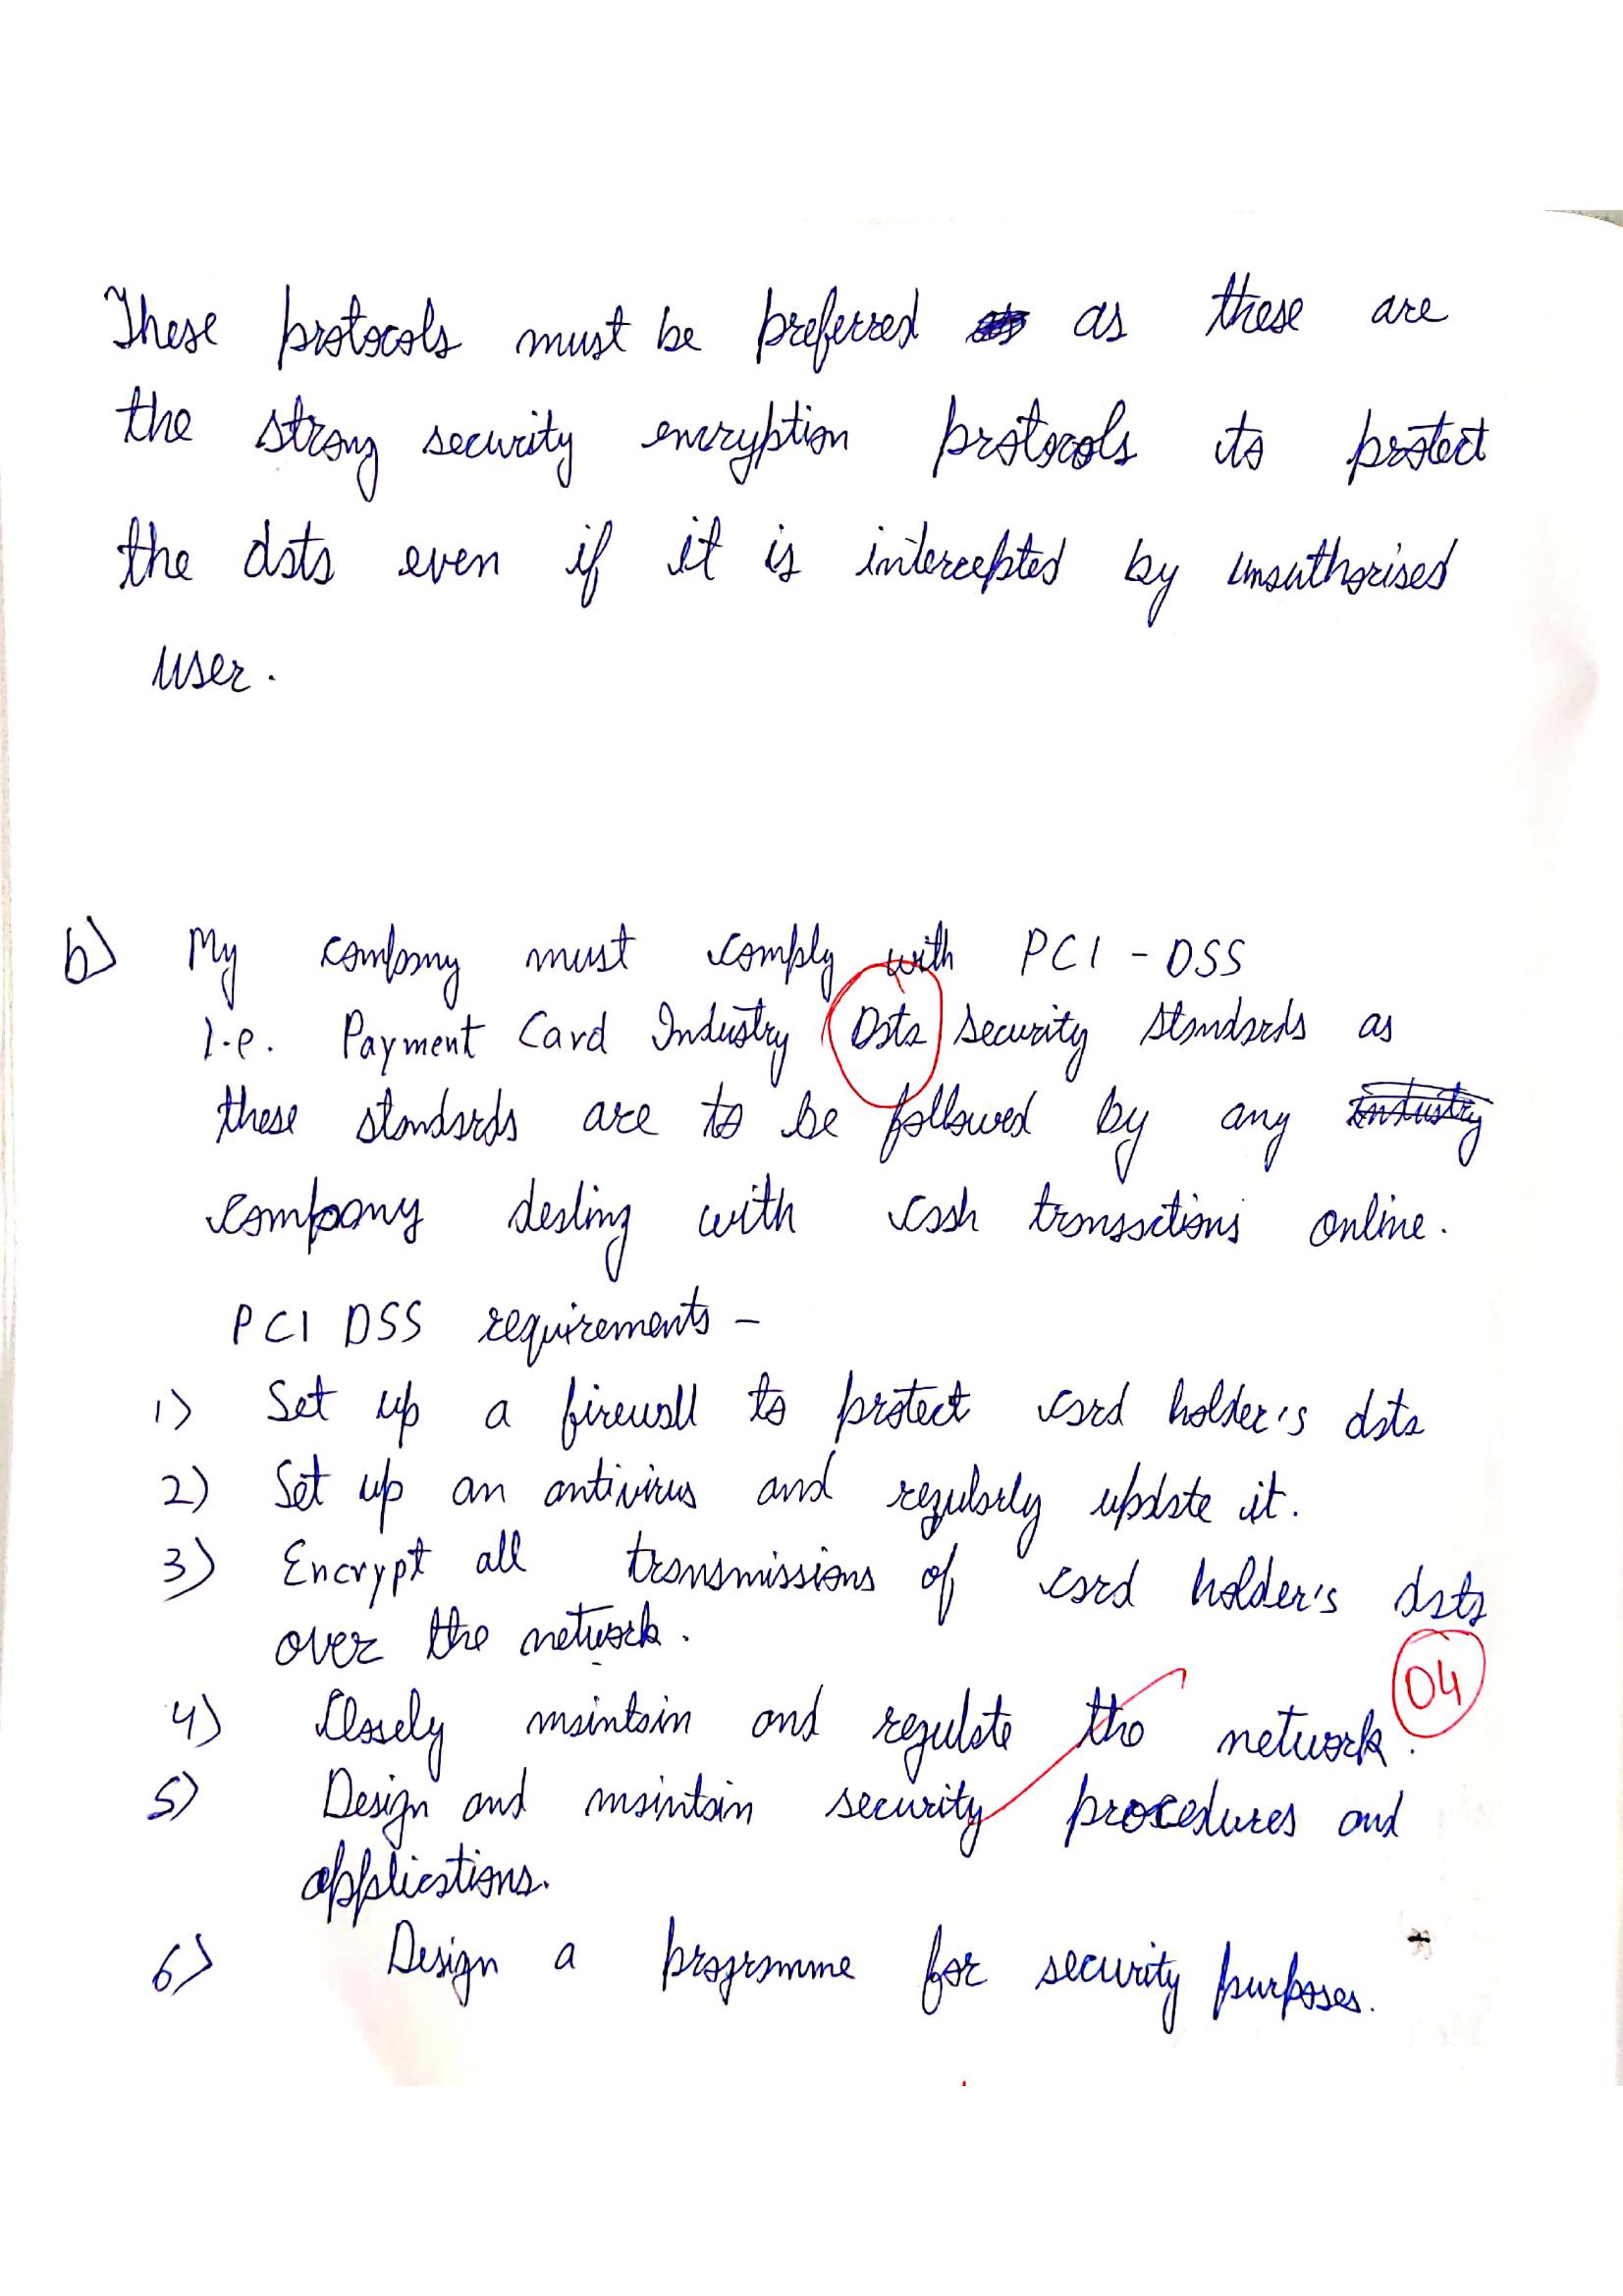 These protocols must be preferred as these are
the strong security encryption protocols to protect
the data even if it is intercepted by unauthorised
user.
b) My company must comply with PCI - DSS
i.e. Payment Card Industry Data Security Standards as
these standards are to be followed by any industry
company dealing with cash transactions online.
PCI DSS requirements -
1) Set up a firewall to protect card holder's data
2) Set up an antivirus and regularly update it.
3) Encrypt all transmissions of card holder's data
over the network.
04
4) Closely maintain and regulate the network.
5) Design and maintain security procedures and
applications.
6) Design a programme for security purposes.